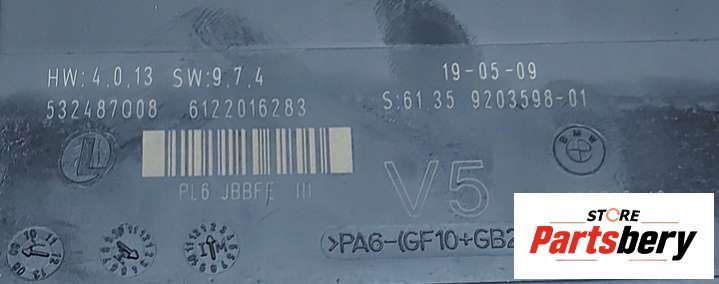 HW:4.0.13 SW:9.7.4 19-05-09
532487008 6122016283 S:61.35 9203598-01
BMW
PL6 JBBFE III
V5
>PA6-(GF10+GB2
STORE
Partsbery